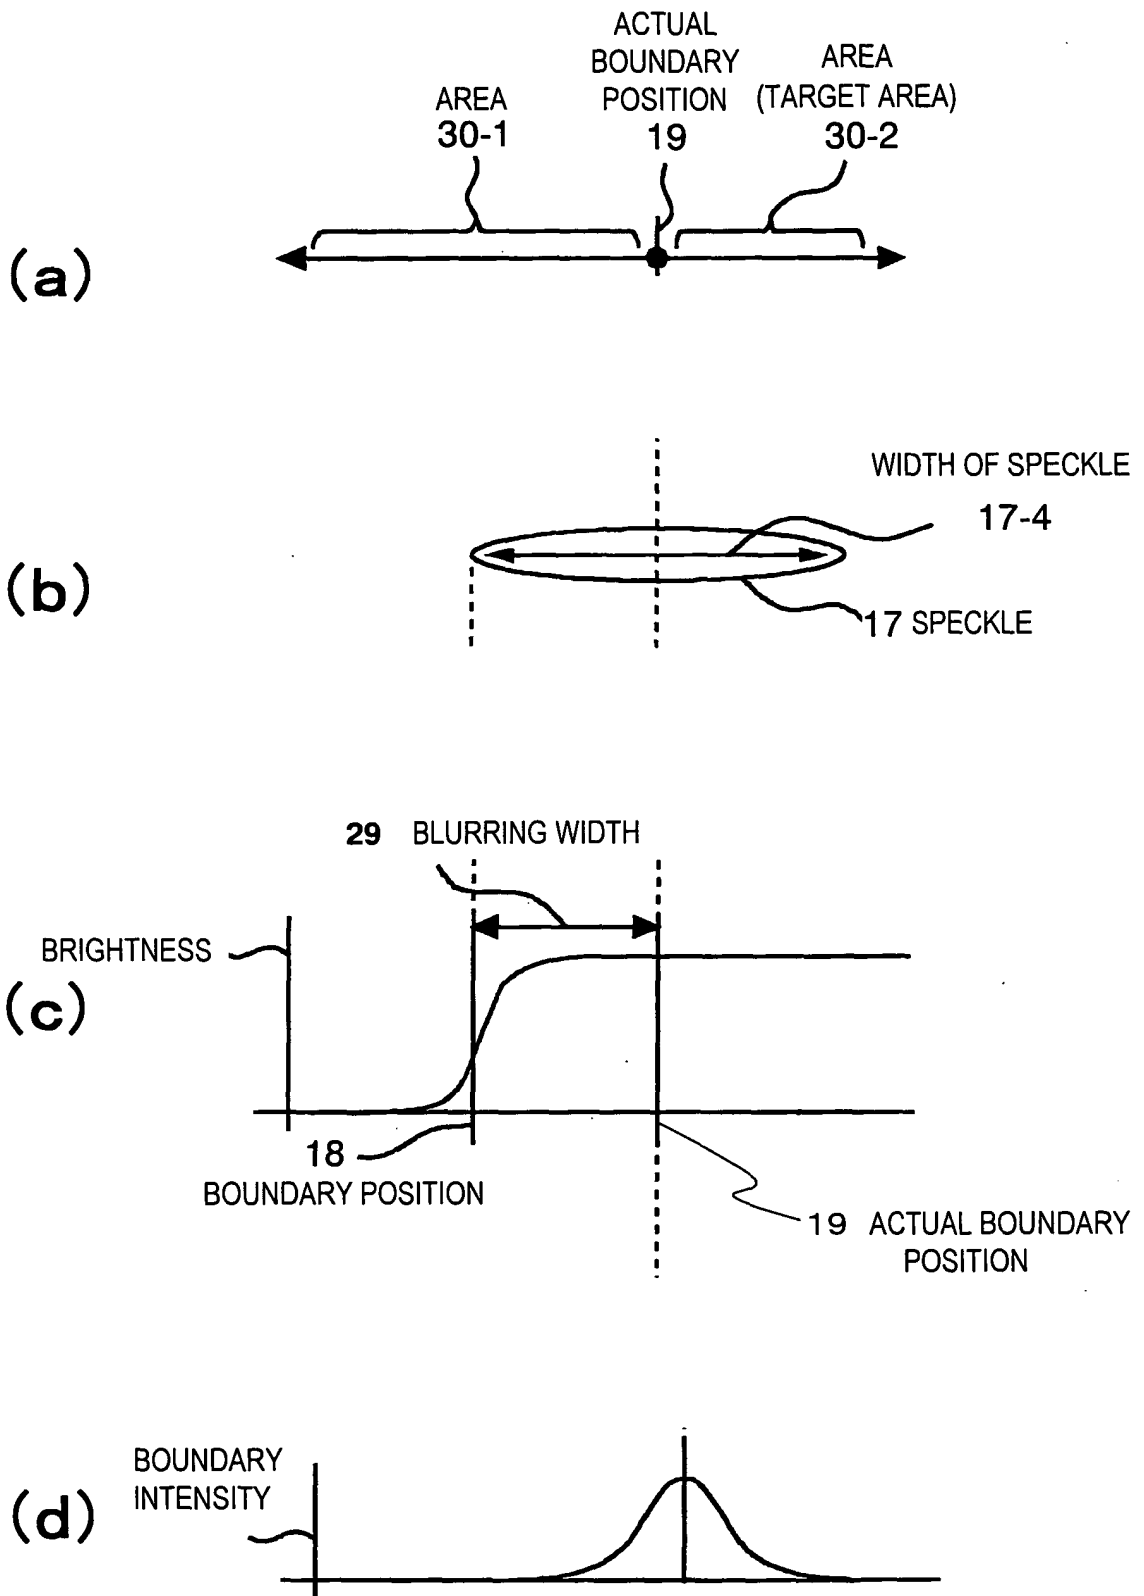 ACTUAL
BOUNDARY
POSITION
19
AREA
30-1
AREA
(TARGET AREA)
30-2
(a)
WIDTH OF SPECKLE
17-4
(b)
17 SPECKLE
29 BLURRING WIDTH
BRIGHTNESS
(c)
18
BOUNDARY POSITION
19 ACTUAL BOUNDARY
POSITION
BOUNDARY
INTENSITY
(d)